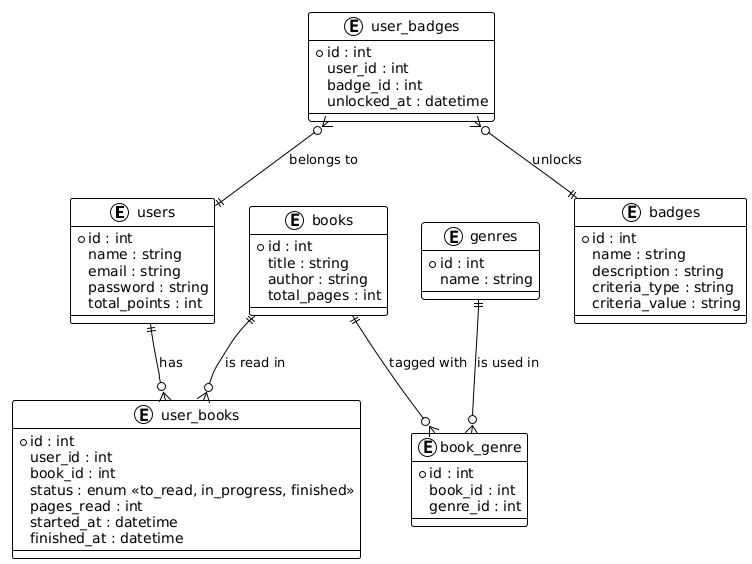 E user_badges
id : int
user_id : int
badge_id : int
unlocked_at : datetime
belongs to
unlocks
E users
id : int
name : string
email : string
password : string
total_points : int
E books
id : int
title : string
author : string
total_pages : int
E genres
id : int
name : string
E badges
id : int
name : string
description : string
criteria_type : string
criteria_value : string
has
is read in
tagged with
is used in
E user_books
id : int
user_id : int
book_id : int
status : enum «to_read, in_progress, finished»
pages_read : int
started_at : datetime
finished_at : datetime
E book_genre
id : int
book_id : int
genre_id : int